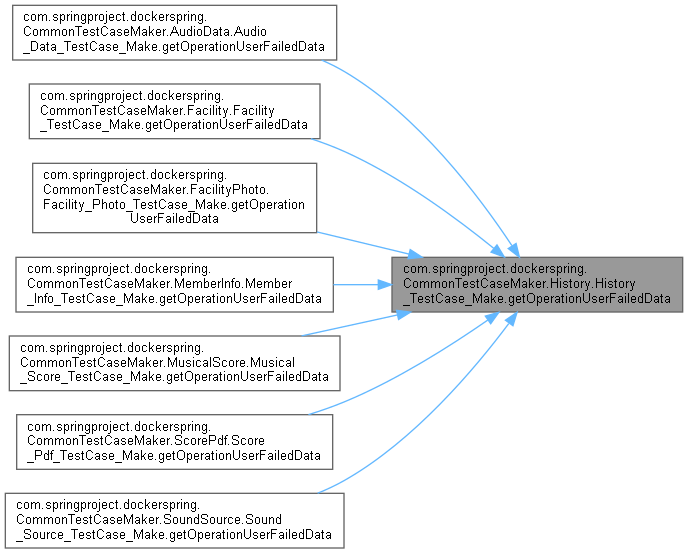 com.springproject.dockerspring.
CommonTestCaseMaker.AudioData.Audio
_Data_TestCase_Make.getOperationUserFailedData
com.springproject.dockerspring.
CommonTestCaseMaker.Facility.Facility
_TestCase_Make.getOperationUserFailedData
com.springproject.dockerspring.
CommonTestCaseMaker.FacilityPhoto.
Facility_Photo_TestCase_Make.getOperation
UserFailedData
com.springproject.dockerspring.
CommonTestCaseMaker.MemberInfo.Member
_Info_TestCase_Make.getOperationUserFailedData
com.springproject.dockerspring.
CommonTestCaseMaker.History.History
_TestCase_Make.getOperationUserFailedData
com.springproject.dockerspring.
CommonTestCaseMaker.MusicalScore.Musical
_Score_TestCase_Make.getOperationUserFailedData
com.springproject.dockerspring.
CommonTestCaseMaker.ScorePdf.Score
_Pdf_TestCase_Make.getOperationUserFailedData
com.springproject.dockerspring.
CommonTestCaseMaker.SoundSource.Sound
_Source_TestCase_Make.getOperationUserFailedData